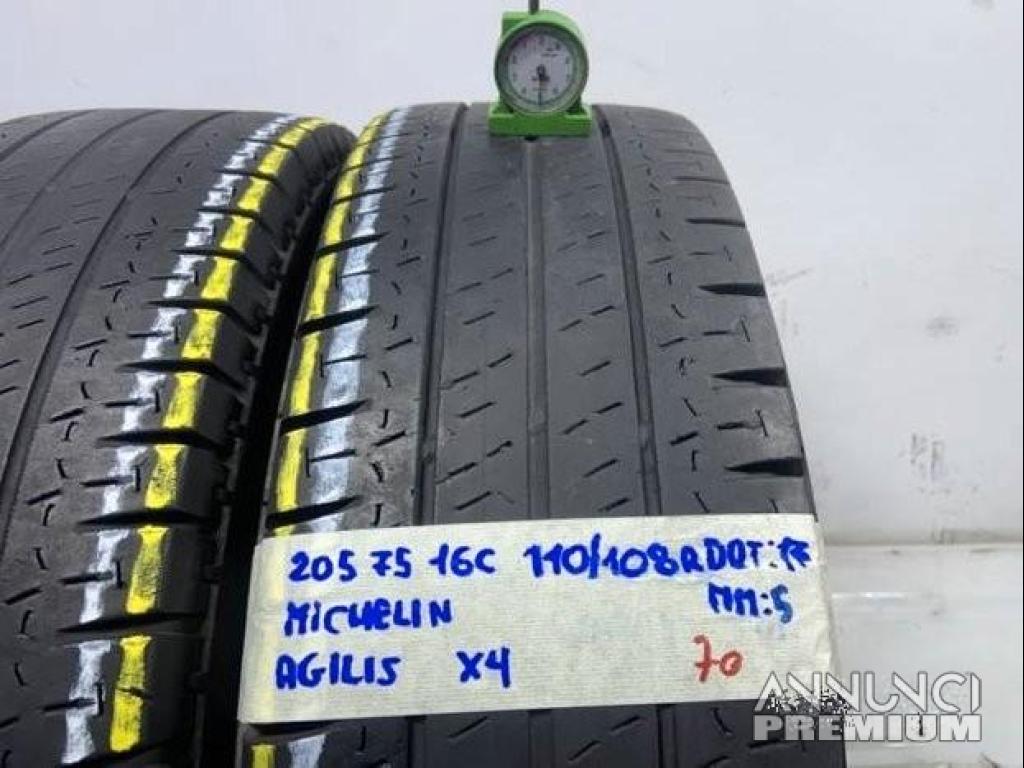 205 75 16C 110/108R DOT:17
MICHELIN MM:5
AGILIS X4 70
ANNUNCI
PREMIUM